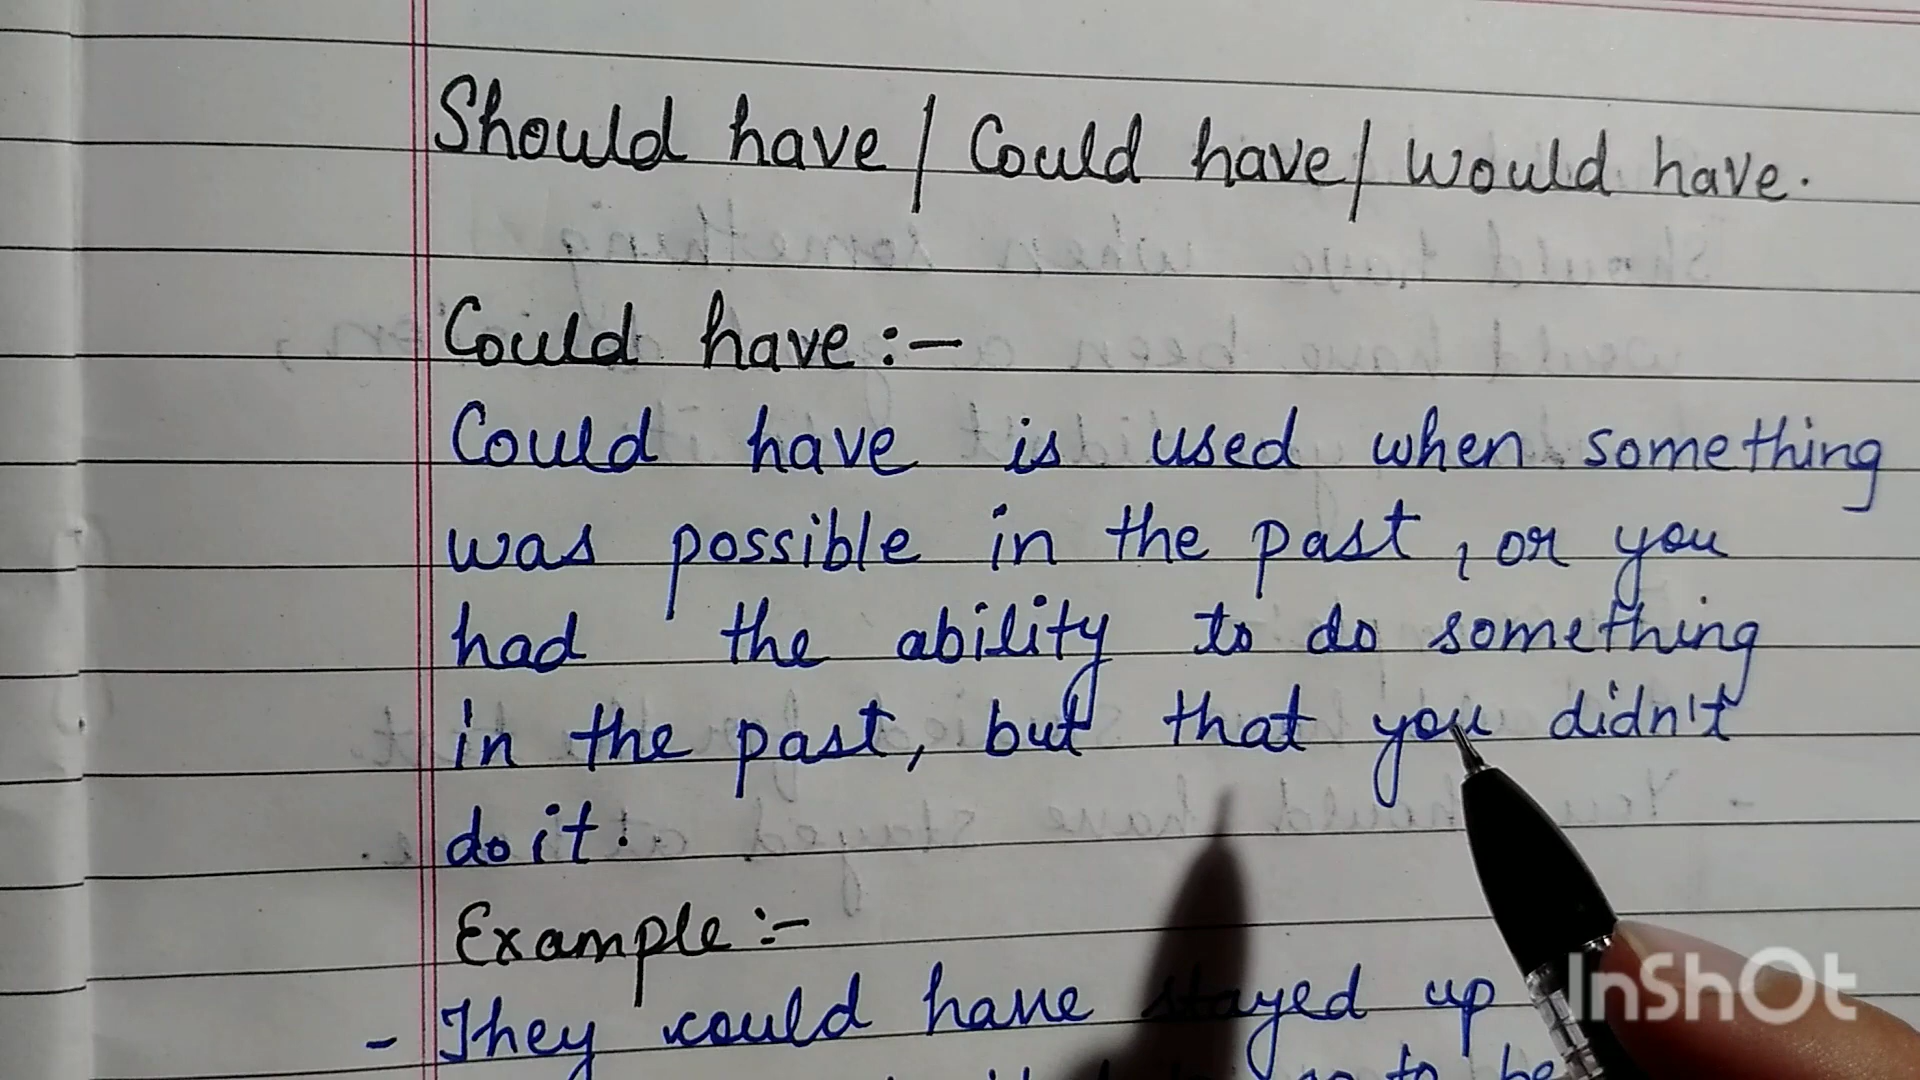 Should have / Could have / would have.
Could have :-
Could have is used when something
was possible in the past, or you
had the ability to do something
in the past, but that you didn't
do it.
Example :-
- They could have stayed up
to be
InShOt